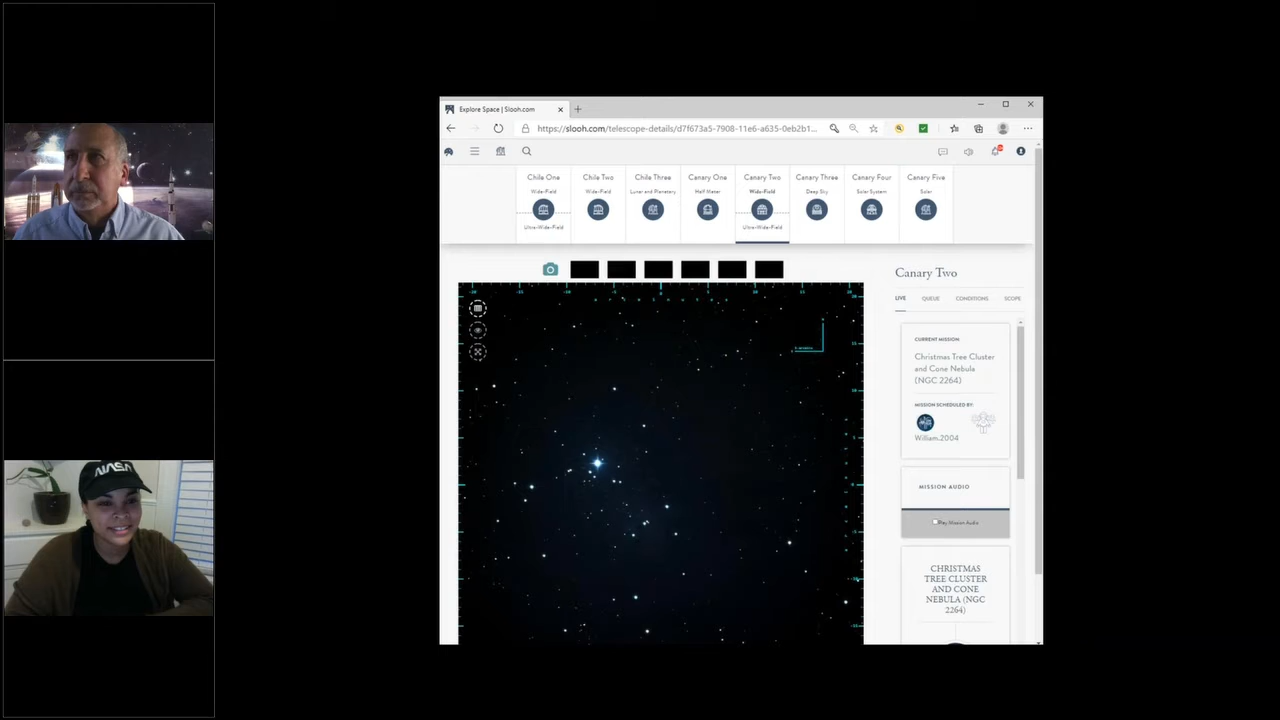 Explore Space | Slooh.com
https://slooh.com/telescope-details/d7f673a5-7908-11e6-a635-0eb2b1...
Chile One
Wide-Field
Ultra-Wide-Field
Chile Two
Wide-Field
Chile Three
Lunar and Planetary
Canary One
Half Meter
Canary Two
Wide-Field
Ultra-Wide-Field
Canary Three
Deep Sky
Canary Four
Solar System
Canary Five
Solar
Canary Two
LIVE QUEUE CONDITIONS SCOPE
CURRENT MISSION:
Christmas Tree Cluster
and Cone Nebula
(NGC 2264)
MISSION SCHEDULED BY:
William.2004
MISSION AUDIO
Play Mission Audio
CHRISTMAS
TREE CLUSTER
AND CONE
NEBULA (NGC
2264)
NASA